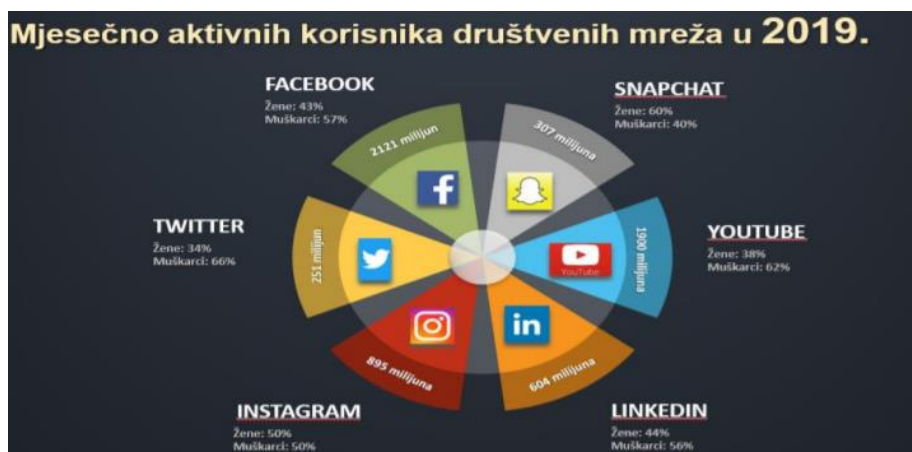 Mjesečno aktivnih korisnika društvenih mreža u 2019.
FACEBOOK
Žene: 43%
Muškarci: 57%
2121 milijun
SNAPCHAT
Žene: 60%
Muškarci: 40%
307 milijuna
TWITTER
Žene: 34%
Muškarci: 66%
251 milijun
YOUTUBE
Žene: 38%
Muškarci: 62%
1900 milijuna
YouTube
INSTAGRAM
Žene: 50%
Muškarci: 50%
895 milijuna
LINKEDIN
Žene: 44%
Muškarci: 56%
604 milijuna
in